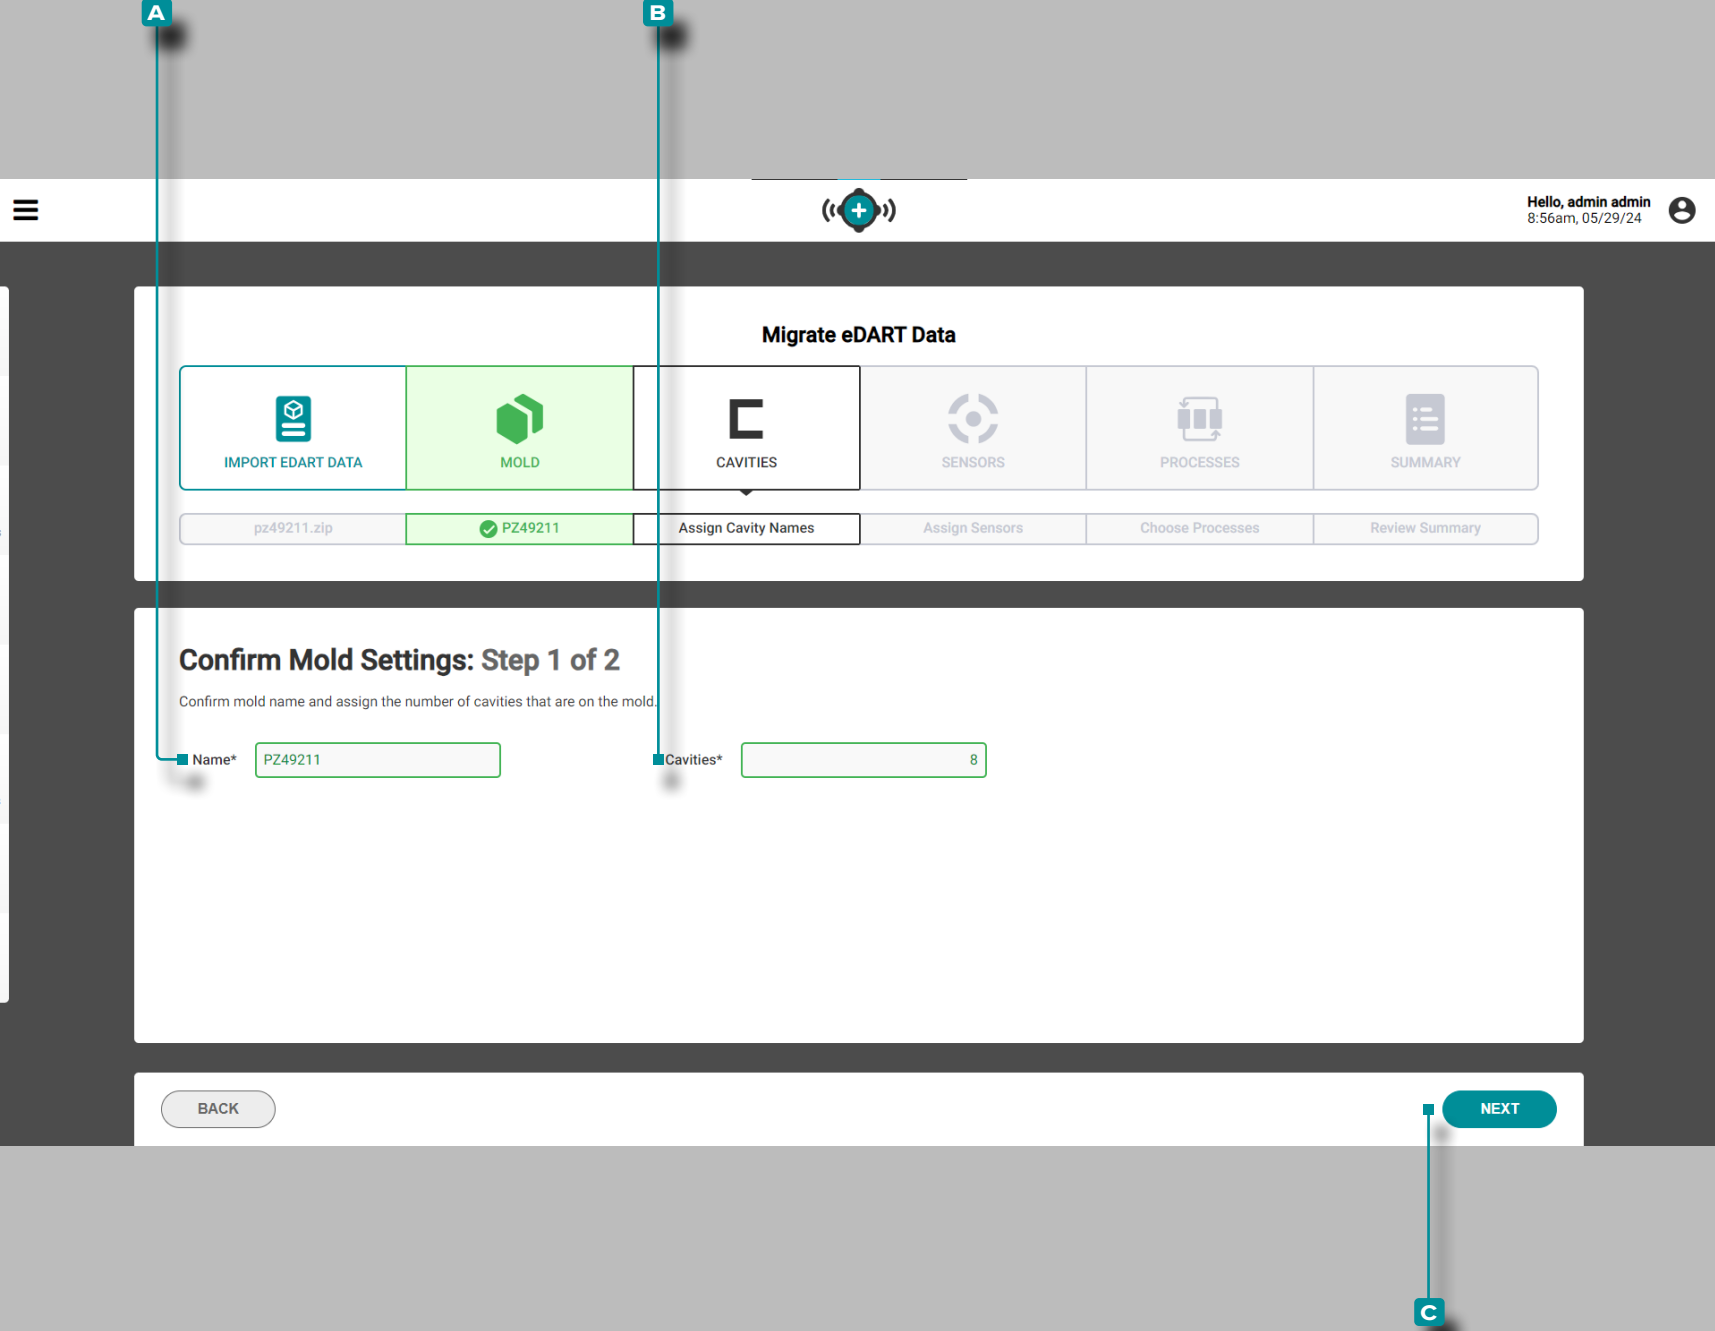 A
B
Hello, admin admin
8:56am, 05/29/24
Migrate eDART Data
IMPORT EDART DATA
MOLD
CAVITIES
SENSORS
PROCESSES
SUMMARY
pz49211.zip
PZ49211
Assign Cavity Names
Assign Sensors
Choose Processes
Review Summary
Confirm Mold Settings: Step 1 of 2
Confirm mold name and assign the number of cavities that are on the mold.
Name* PZ49211
Cavities* 8
BACK
NEXT
C